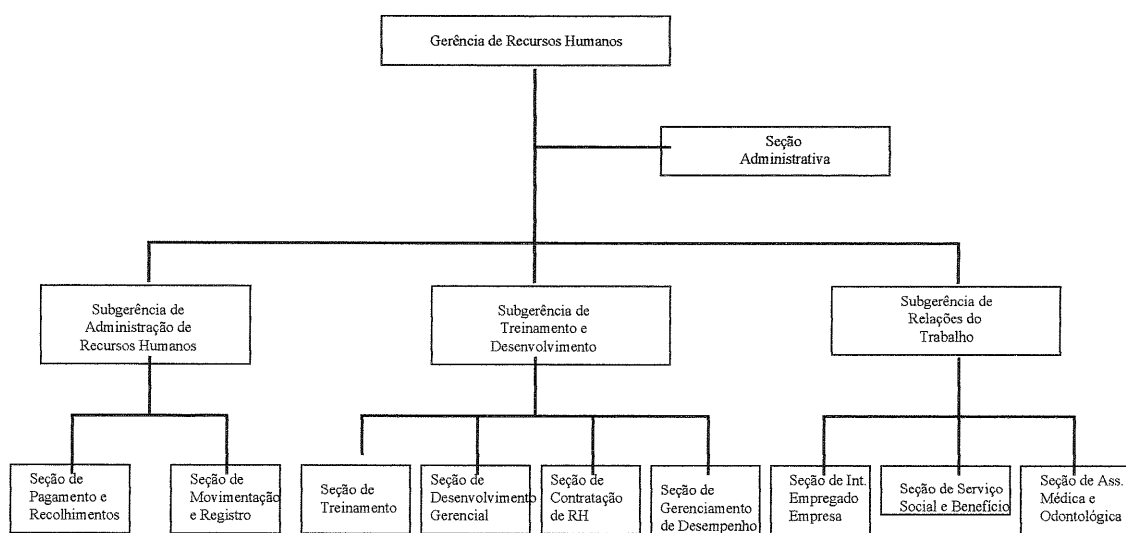 Gerência de Recursos Humanos
Seção
Administrativa
Subgerência de
Administração de
Recursos Humanos
Subgerência de
Treinamento e
Desenvolvimento
Subgerência de
Relações do
Trabalho
Seção de
Pagamento e
Recolhimentos
Seção de
Movimentação
e Registro
Seção de
Treinamento
Seção de
Desenvolvimento
Gerencial
Seção de
Contratação
de RH
Seção de
Gerenciamento
de Desempenho
Seção de Int.
Empregado
Empresa
Seção de Serviço
Social e Benefício
Seção de Ass.
Médica e
Odontológica